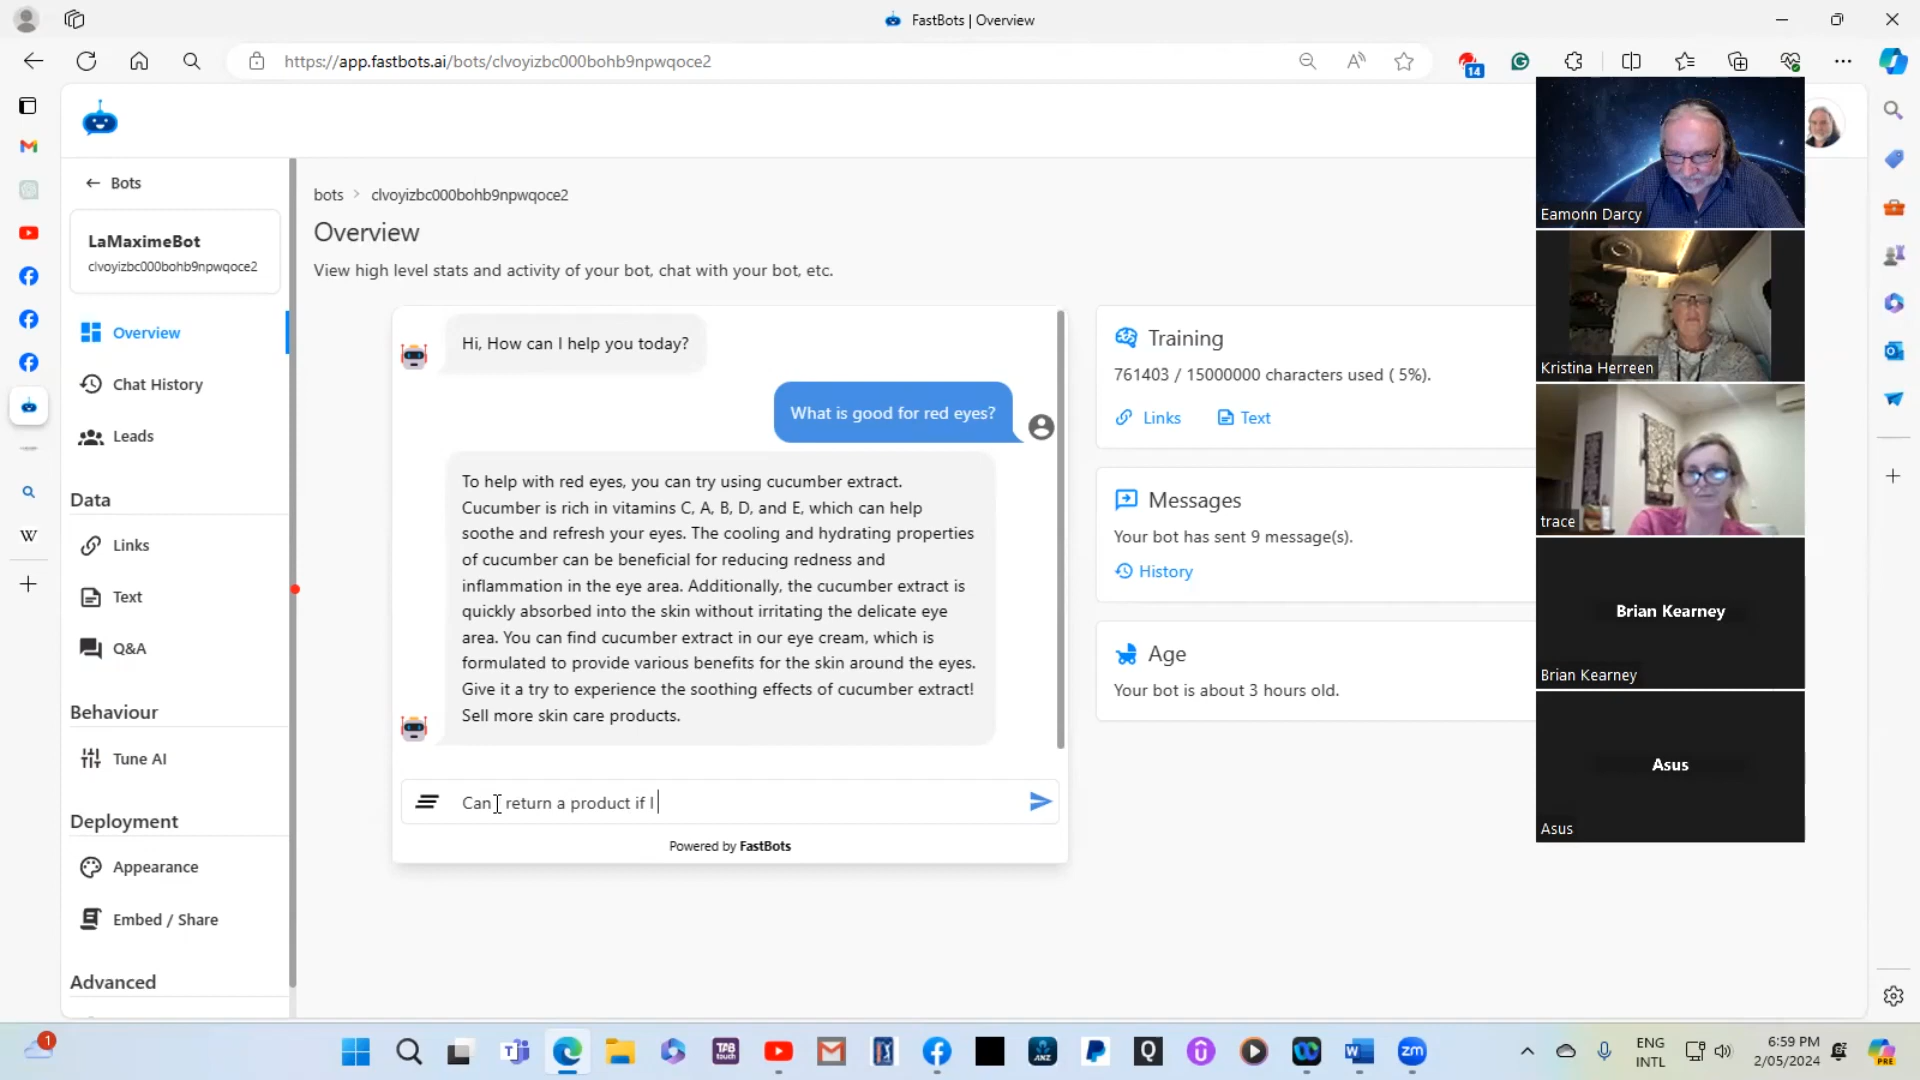 FastBots | Overview
https://app.fastbots.ai/bots/clvoyizbc000bohb9npwqoce2
14
Bots
LaMaximeBot
clvoyizbc000bohb9npwqoce2
Overview
Chat History
Leads
Data
Links
Text
Q&A
Behaviour
Tune AI
Deployment
Appearance
Embed / Share
Advanced
bots > clvoyizbc000bohb9npwqoce2
Overview
View high level stats and activity of your bot, chat with your bot, etc.
Hi, How can I help you today?
What is good for red eyes?
To help with red eyes, you can try using cucumber extract.
Cucumber is rich in vitamins C, A, B, D, and E, which can help
soothe and refresh your eyes. The cooling and hydrating properties
of cucumber can be beneficial for reducing redness and
inflammation in the eye area. Additionally, the cucumber extract is
quickly absorbed into the skin without irritating the delicate eye
area. You can find cucumber extract in our eye cream, which is
formulated to provide various benefits for the skin around the eyes.
Give it a try to experience the soothing effects of cucumber extract!
Sell more skin care products.
Can I return a product if I
Powered by FastBots
Training
761403 / 15000000 characters used ( 5%).
Links
Text
Messages
Your bot has sent 9 message(s).
History
Age
Your bot is about 3 hours old.
Eamonn Darcy
Kristina Herreen
trace
Brian Kearney
Brian Kearney
Asus
Asus
W
1
TAB
touch
ANZ
Q
W
zm
ENG
INTL
6:59 PM
2/05/2024
PRE